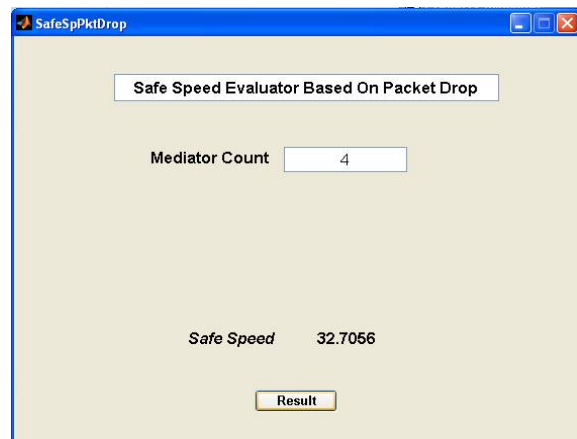 SafeSpPktDrop
Safe Speed Evaluator Based On Packet Drop
Mediator Count 4
Safe Speed 32.7056
Result